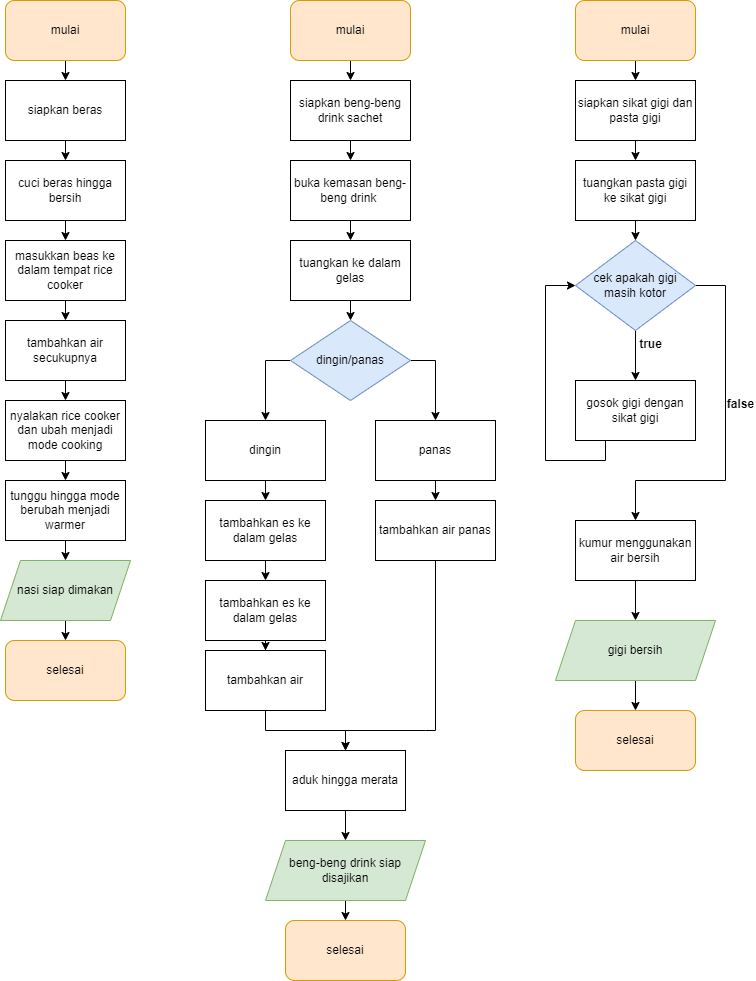 mulai
siapkan beras
cuci beras hingga
bersih
masukkan beas ke
dalam tempat rice
cooker
tambahkan air
secukupnya
nyalakan rice cooker
dan ubah menjadi
mode cooking
tunggu hingga mode
berubah menjadi
warmer
nasi siap dimakan
selesai
mulai
siapkan beng-beng
drink sachet
buka kemasan beng-
beng drink
tuangkan ke dalam
gelas
dingin/panas
dingin
tambahkan es ke
dalam gelas
tambahkan es ke
dalam gelas
tambahkan air
panas
tambahkan air panas
aduk hingga merata
beng-beng drink siap
disajikan
selesai
mulai
siapkan sikat gigi dan
pasta gigi
tuangkan pasta gigi
ke sikat gigi
cek apakah gigi
masih kotor
true
gosok gigi dengan
sikat gigi
false
kumur menggunakan
air bersih
gigi bersih
selesai